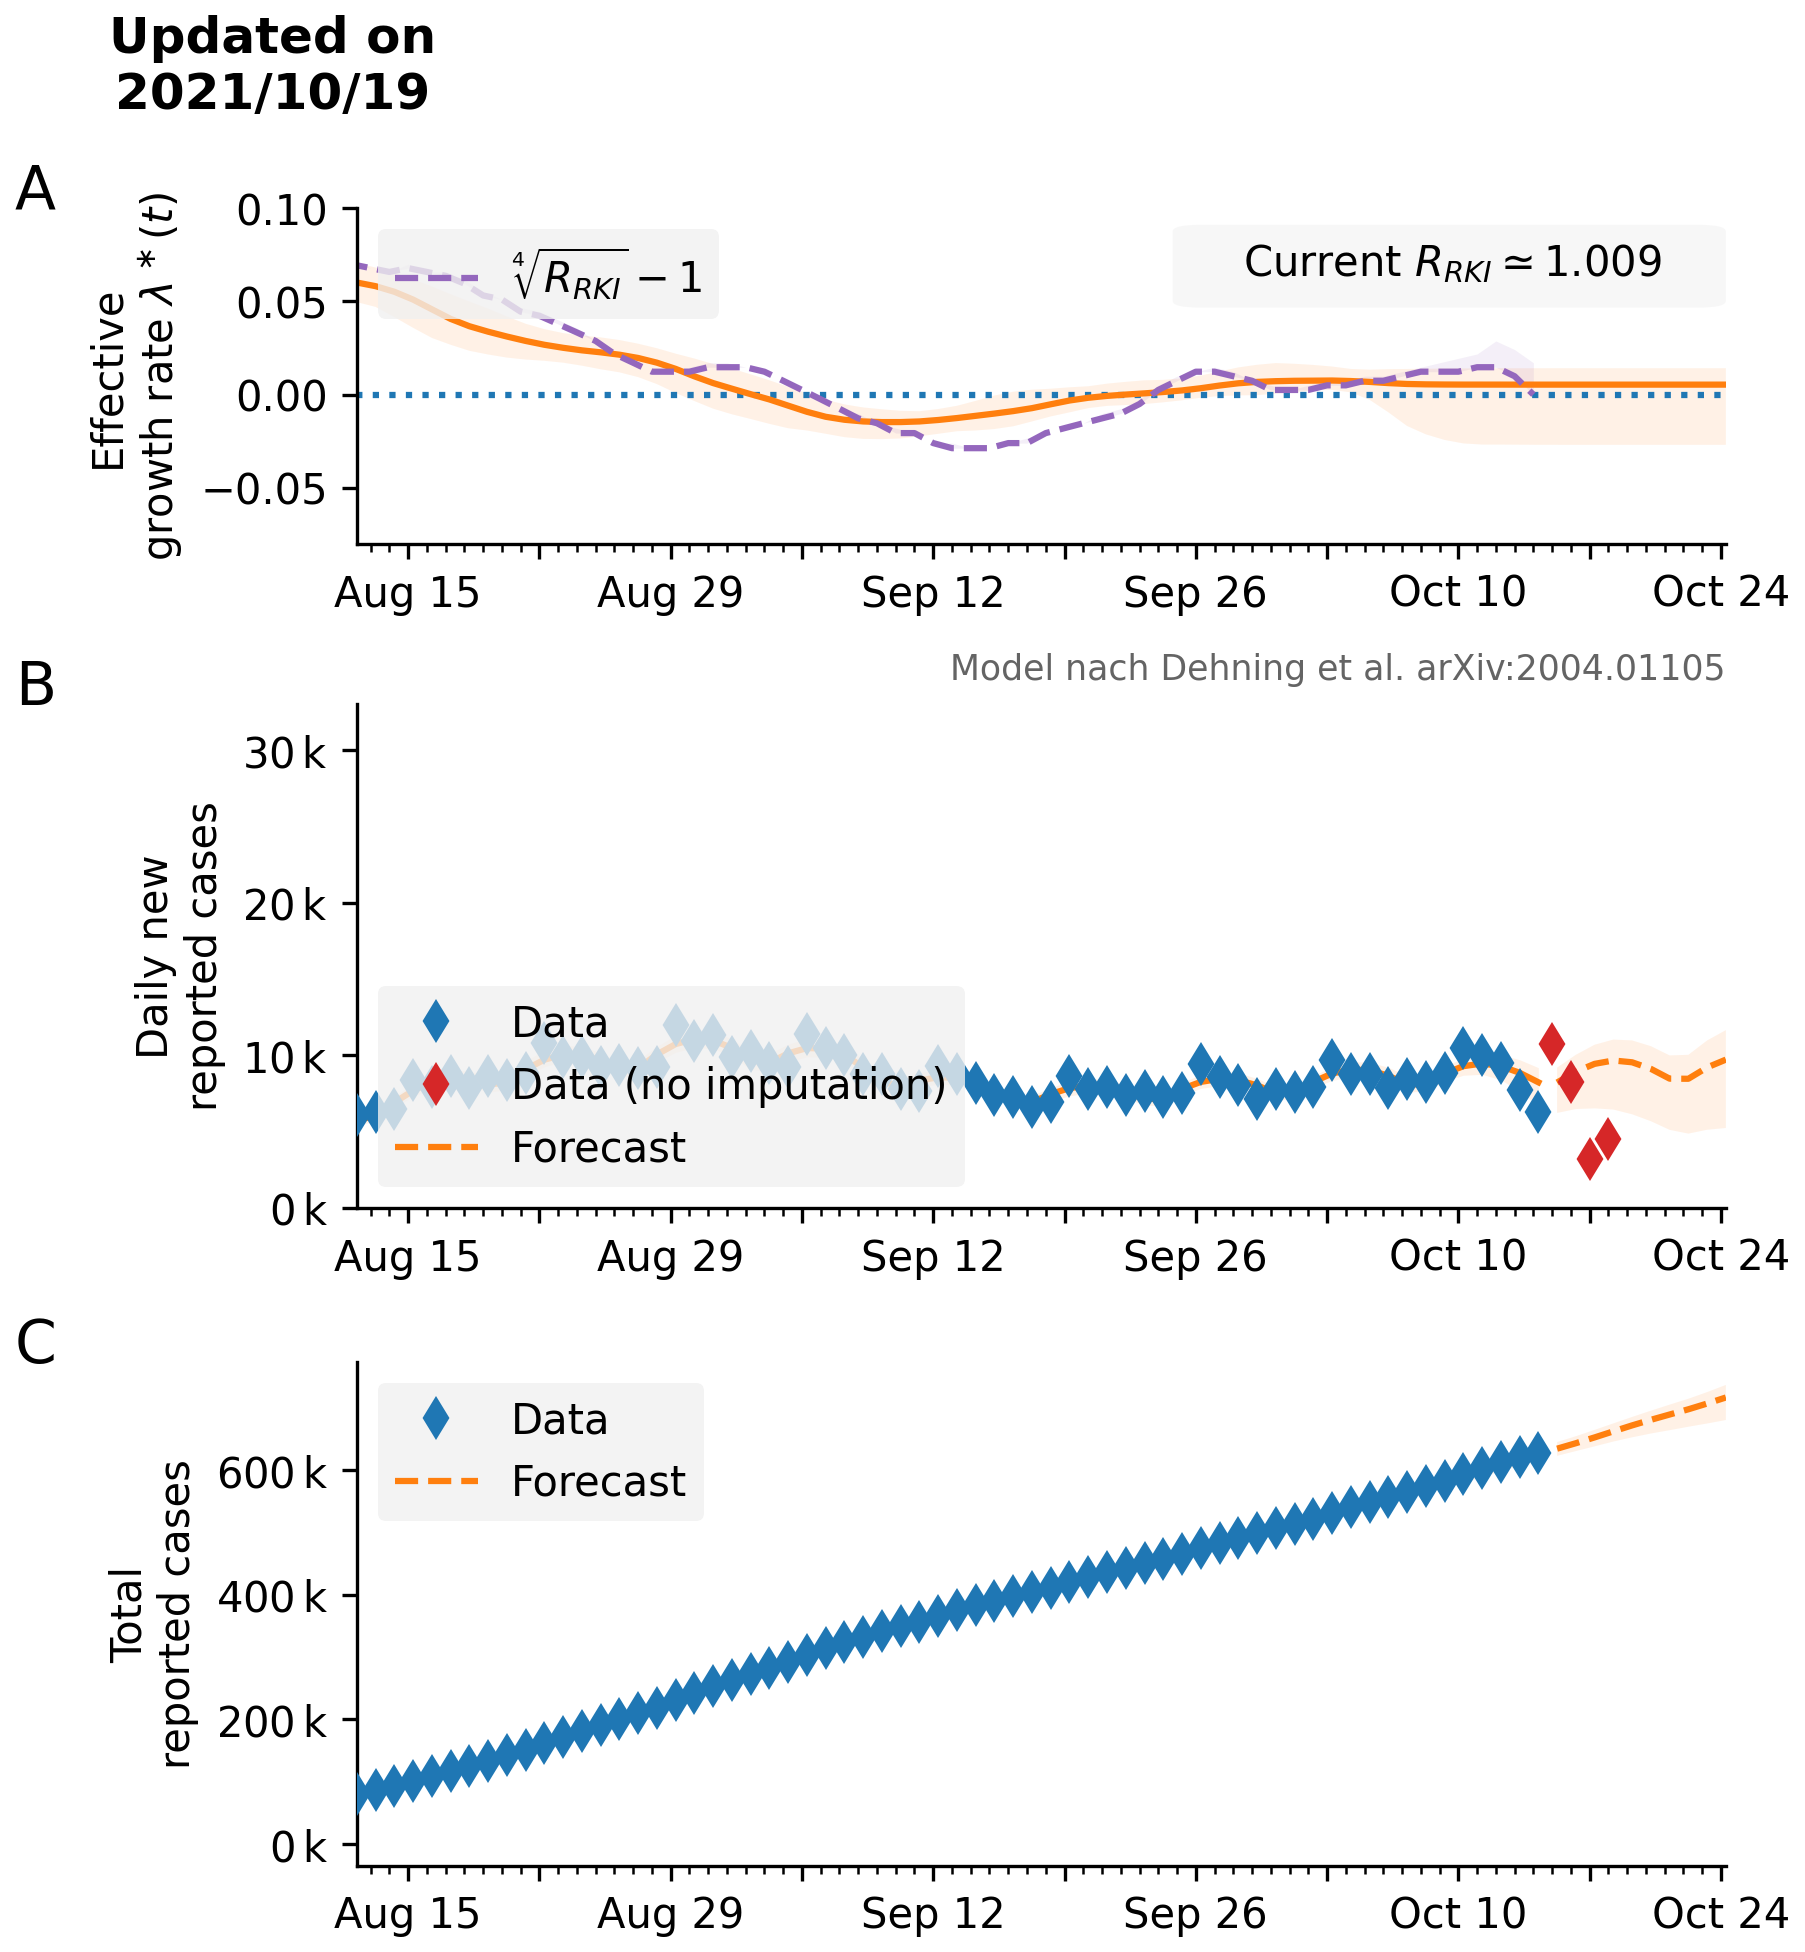 Updated on
2021/10/19
A
Effective
growth rate λ * (t)
0.10
0.05
0.00
−0.05
∜R_RKI − 1
Current R_RKI ≃ 1.009
Aug 15 Aug 29 Sep 12 Sep 26 Oct 10 Oct 24
Model nach Dehning et al. arXiv:2004.01105
B
Daily new
reported cases
30 k
20 k
10 k
0 k
Data
Data (no imputation)
Forecast
Aug 15 Aug 29 Sep 12 Sep 26 Oct 10 Oct 24
C
Total
reported cases
600 k
400 k
200 k
0 k
Data
Forecast
Aug 15 Aug 29 Sep 12 Sep 26 Oct 10 Oct 24